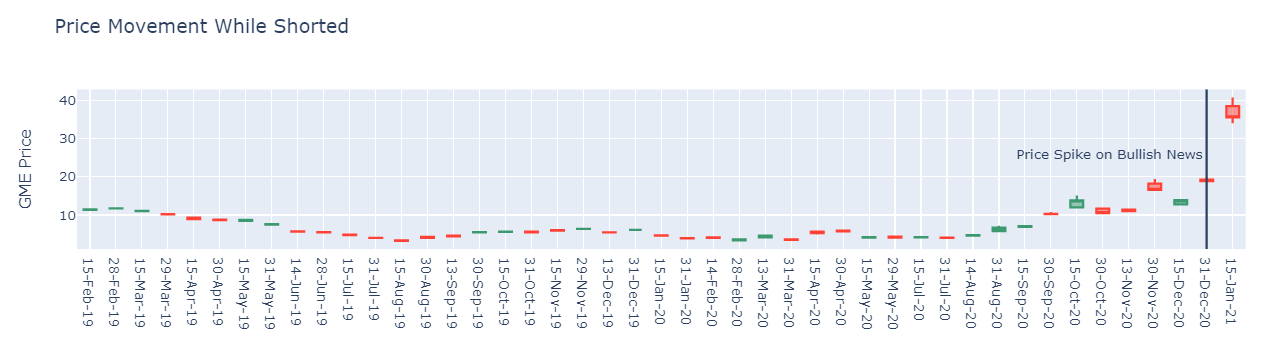 Price Movement While Shorted
GME Price
40
30
20
10
Price Spike on Bullish News
15-Feb-19
28-Feb-19
15-Mar-19
29-Mar-19
15-Apr-19
30-Apr-19
15-May-19
31-May-19
14-Jun-19
28-Jun-19
15-Jul-19
31-Jul-19
15-Aug-19
30-Aug-19
13-Sep-19
30-Sep-19
15-Oct-19
31-Oct-19
15-Nov-19
29-Nov-19
13-Dec-19
31-Dec-19
15-Jan-20
31-Jan-20
14-Feb-20
28-Feb-20
13-Mar-20
31-Mar-20
15-Apr-20
30-Apr-20
15-May-20
29-May-20
15-Jul-20
31-Jul-20
14-Aug-20
31-Aug-20
15-Sep-20
30-Sep-20
15-Oct-20
30-Oct-20
13-Nov-20
30-Nov-20
15-Dec-20
31-Dec-20
15-Jan-21